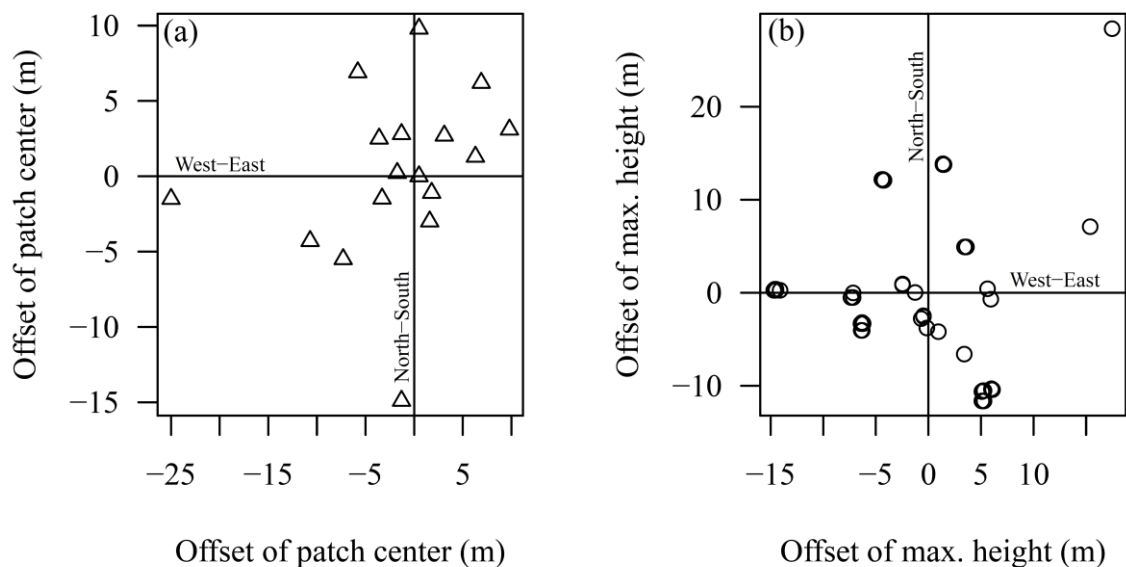 (a)
10
5
0
−5
−10
−15
Offset of patch center (m)
West−East
North−South
−25
−15
−5
5
Offset of patch center (m)
(b)
20
10
0
−10
Offset of max. height (m)
North−South
West−East
−15
−5
0
5
10
Offset of max. height (m)